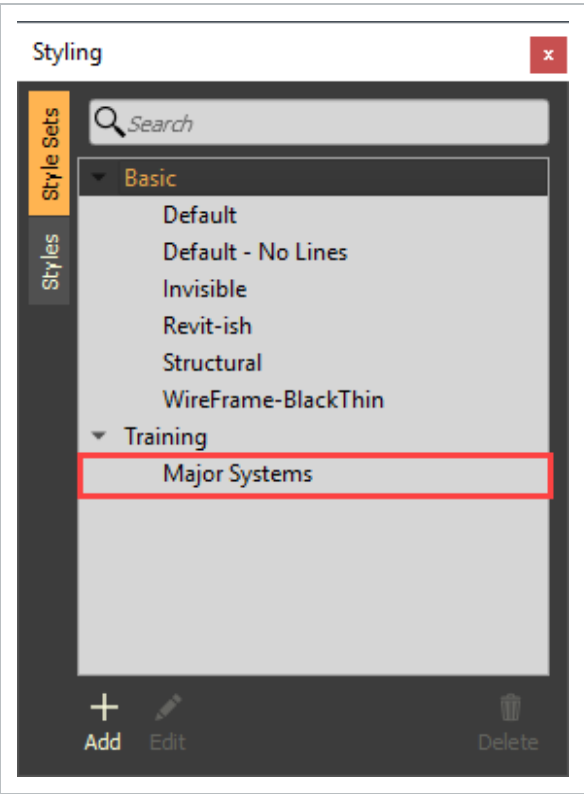 Styling
x
Style Sets
Styles
Search
Basic
Default
Default - No Lines
Invisible
Revit-ish
Structural
WireFrame-BlackThin
Training
Major Systems
Add
Edit
Delete